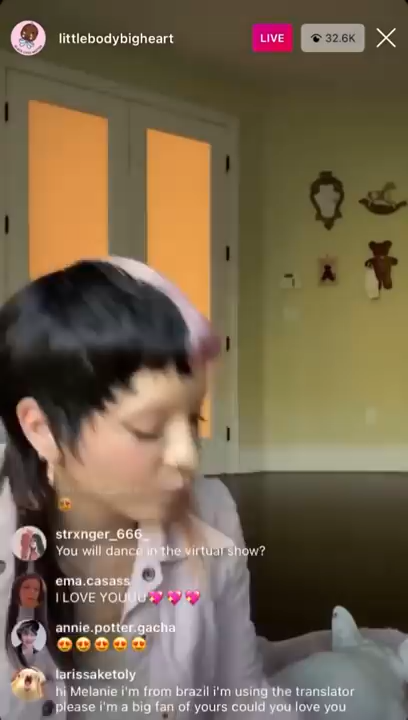 littlebodybigheart
LIVE
32.6K
strxnger_666_
You will dance in the virtual show?
ema.casass
I LOVE YOUUU💖💖💖
annie.potter.gacha
😍😍😍😍😍
larissaketoly
hi Melanie i'm from brazil i'm using the translator
please i'm a big fan of yours could you love you